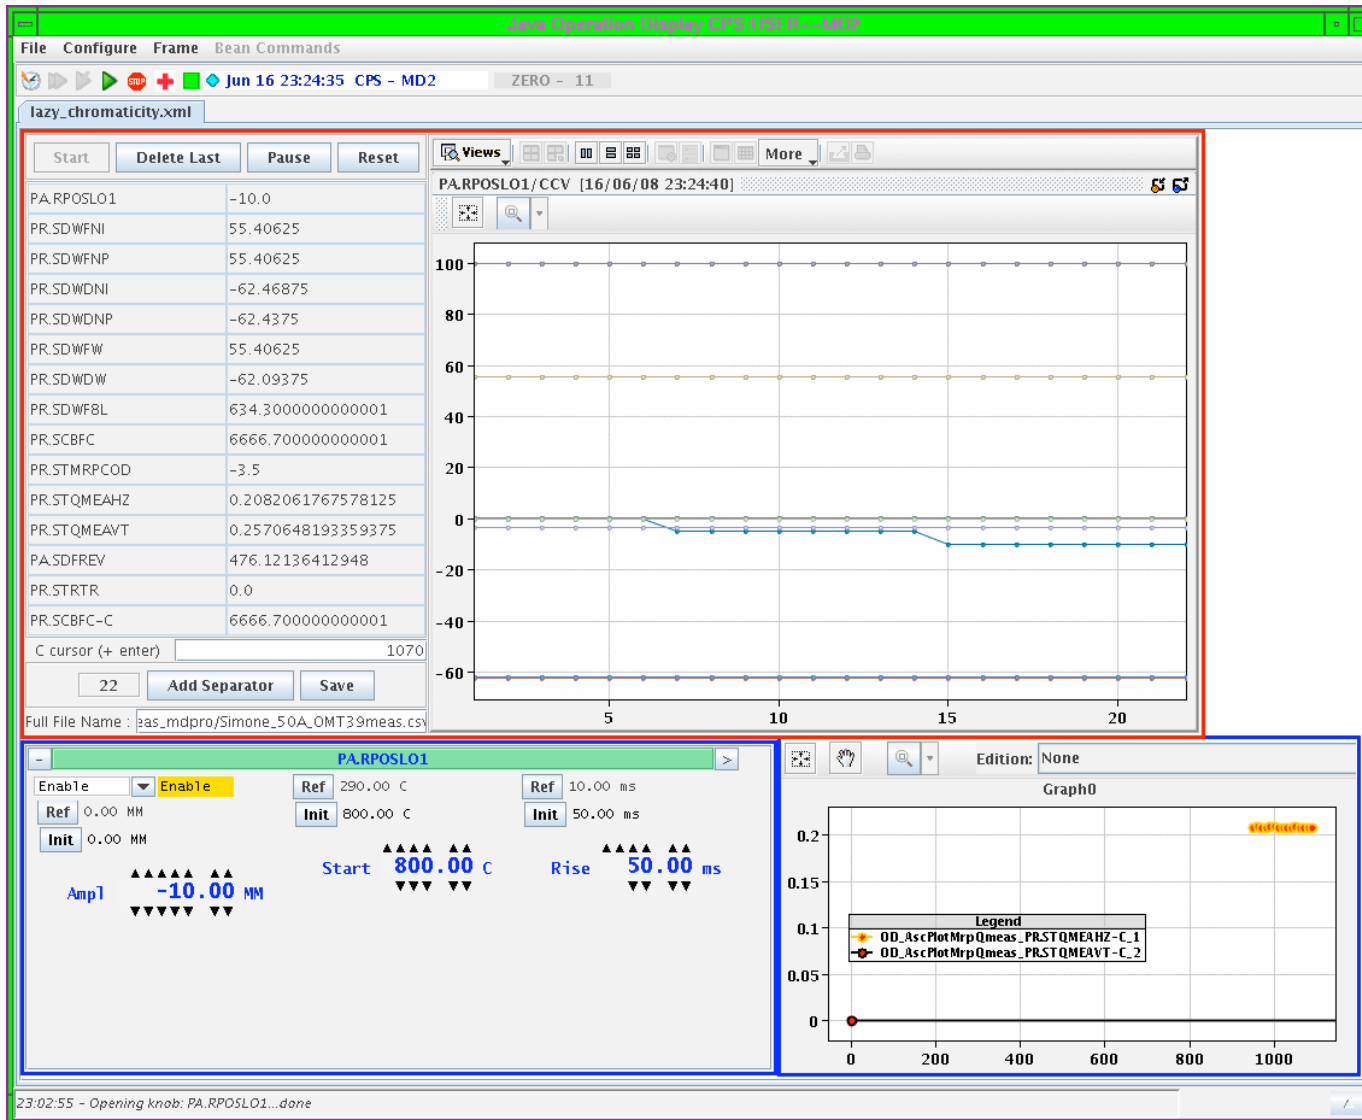 Java Operation Display CPS:USER--MD2
File Configure Frame Bean Commands
STOP Jun 16 23:24:35 CPS - MD2 ZERO - 11
lazy_chromaticity.xml
Start Delete Last Pause Reset
Views More
PA.RPOSLO1/CCV [16/06/08 23:24:40]
PA.RPOSLO1 -10.0
PR.SDWFNI 55.40625
PR.SDWFNP 55.40625
PR.SDWDNI -62.46875
PR.SDWDNP -62.4375
PR.SDWFW 55.40625
PR.SDWDW -62.09375
PR.SDWF8L 634.3000000000001
PR.SCBFC 6666.700000000001
PR.STMRPCOD -3.5
PR.STQMEAHZ 0.2082061767578125
PR.STQMEAVT 0.2570648193359375
PA.SDFREV 476.12136412948
PR.STRTR 0.0
PR.SCBFC-C 6666.700000000001
C cursor (+ enter) 1070
22 Add Separator Save
Full File Name : eas_mdpro/Simone_50A_OMT39meas.csv
100
80
60
40
20
0
-20
-40
-60
5 10 15 20
- PA.RPOSLO1 >
Enable Enable Ref 290.00 C Ref 10.00 ms
Ref 0.00 MM Init 800.00 C Init 50.00 ms
Init 0.00 MM
Start 800.00 C Rise 50.00 ms
Ampl -10.00 MM
Edition: None
Graph0
0.2
0.15
0.1
0.05
0
Legend
OD_AscPlotMrpQmeas_PR.STQMEAHZ-C_1
OD_AscPlotMrpQmeas_PR.STQMEAVT-C_2
0 200 400 600 800 1000
23:02:55 - Opening knob: PA.RPOSLO1...done